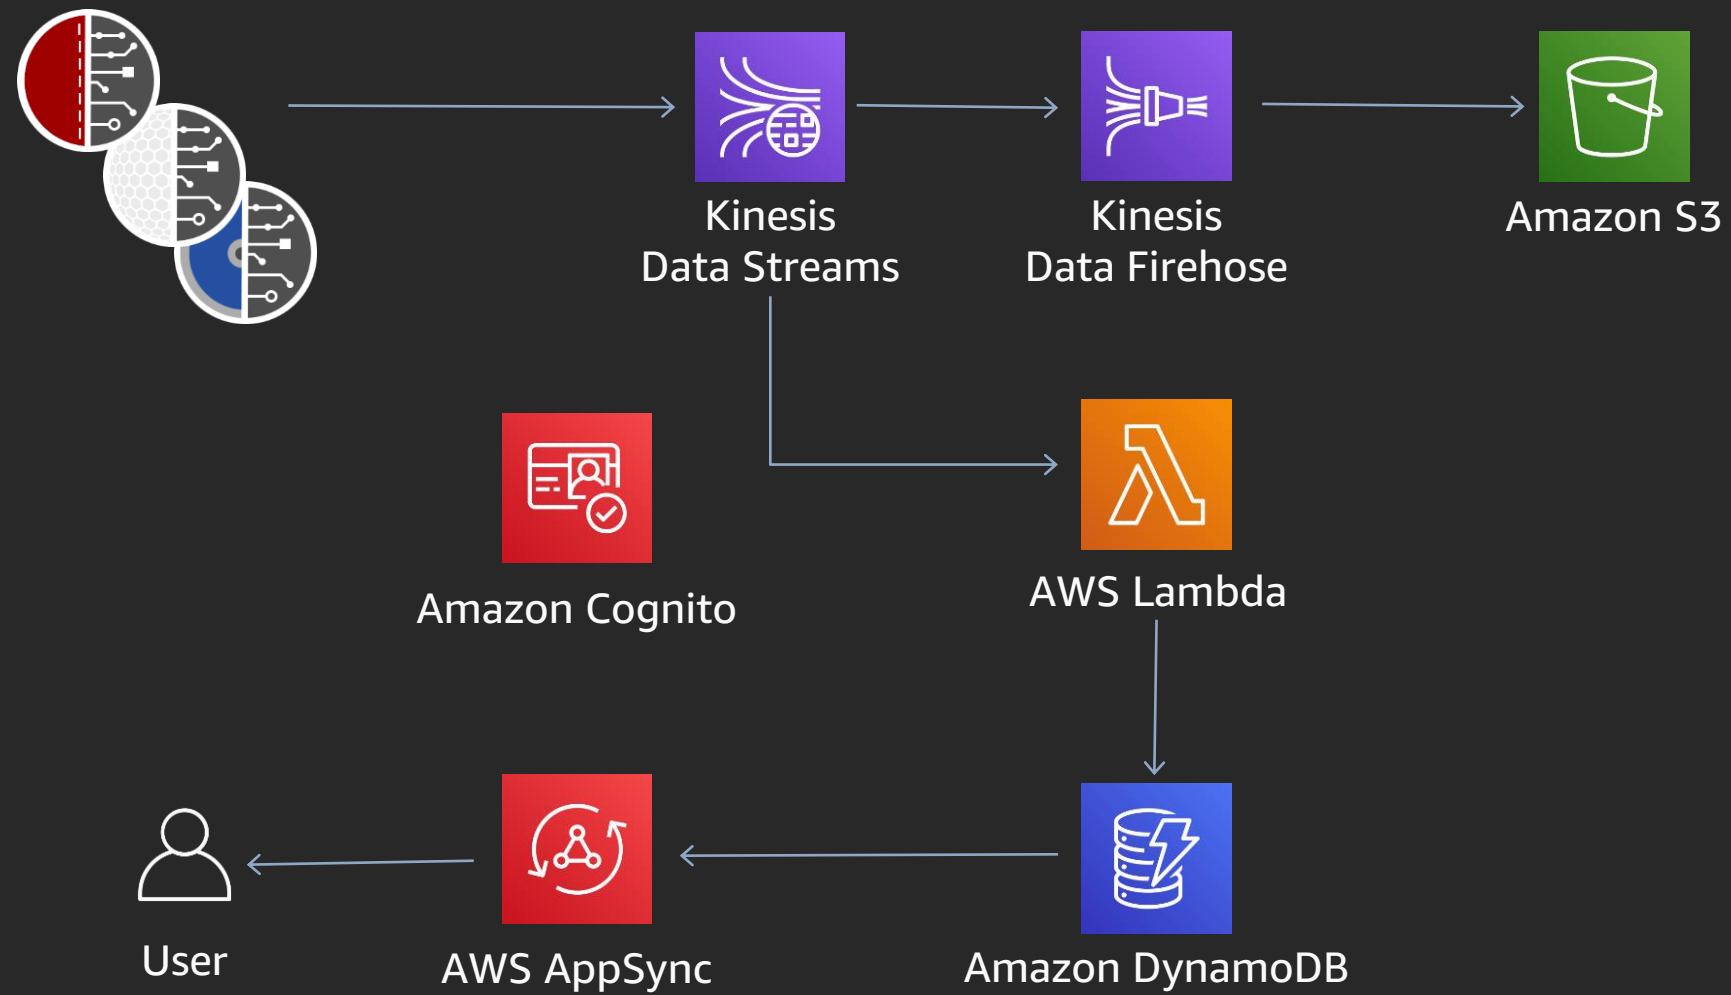 Kinesis
Data Streams
Kinesis
Data Firehose
Amazon S3
Amazon Cognito
AWS Lambda
User
AWS AppSync
Amazon DynamoDB